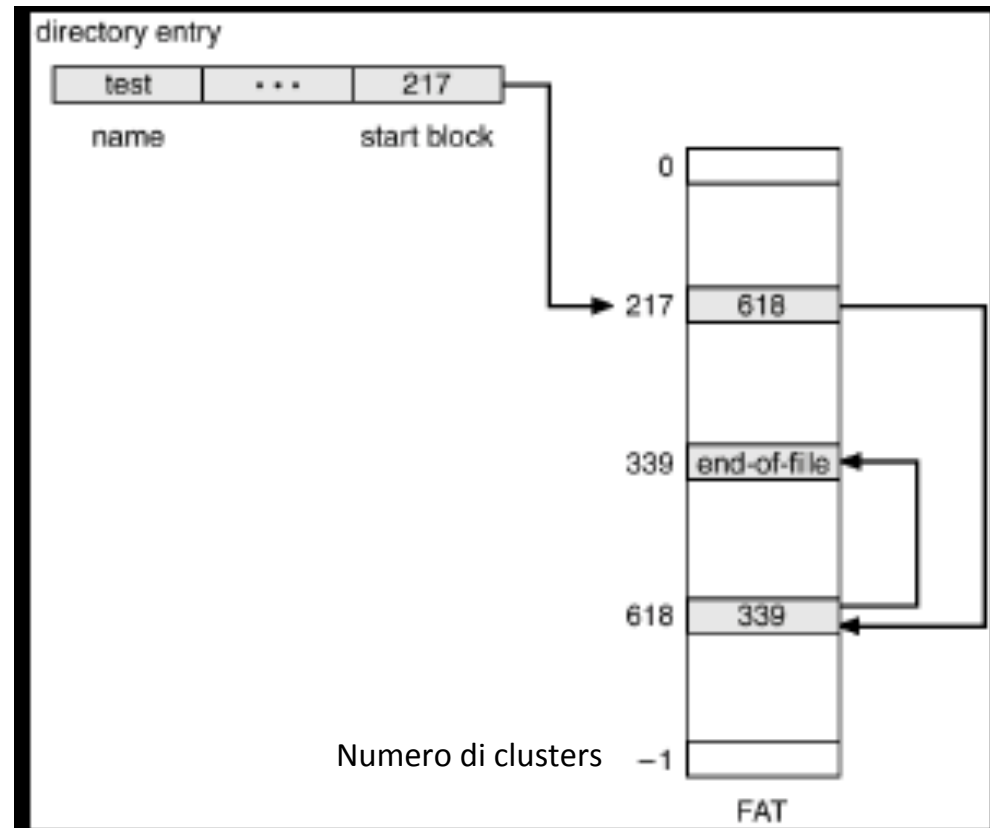 directory entry
test ... 217
name start block
0
217 618
339 end-of-file
618 339
Numero di clusters –1
FAT